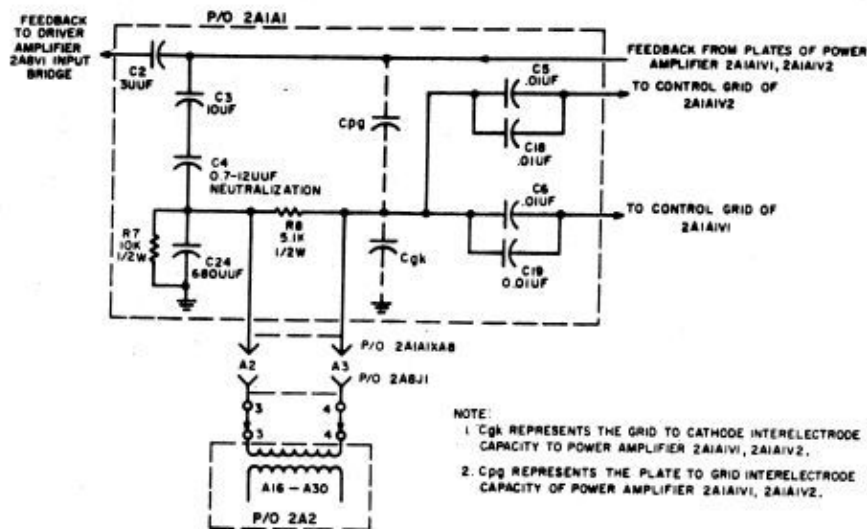 P/O 2A1A1
FEEDBACK
TO DRIVER
AMPLIFIER
2A8V1 INPUT
BRIDGE
C2
3UUF
FEEDBACK FROM PLATES OF POWER
AMPLIFIER 2A1A1V1, 2A1A1V2
C3
10UF
Cpg
C5
.01UF
TO CONTROL GRID OF
2A1A1V2
C18
.01UF
C4
0.7-12UUF
NEUTRALIZATION
C6
.01UF
TO CONTROL GRID OF
2A1A1V1
R7
10K
1/2W
C24
680UUF
R8
5.1K
1/2W
Cgk
C19
0.01UF
P/O 2A1A1XA8
A2
A3
P/O 2A8J1
3
4
3
4
A16 – A30
P/O 2A2
NOTE:
1. Cgk REPRESENTS THE GRID TO CATHODE INTERELECTRODE
CAPACITY TO POWER AMPLIFIER 2A1A1V1, 2A1A1V2.
2. Cpg REPRESENTS THE PLATE TO GRID INTERELECTRODE
CAPACITY OF POWER AMPLIFIER 2A1A1V1, 2A1A1V2.